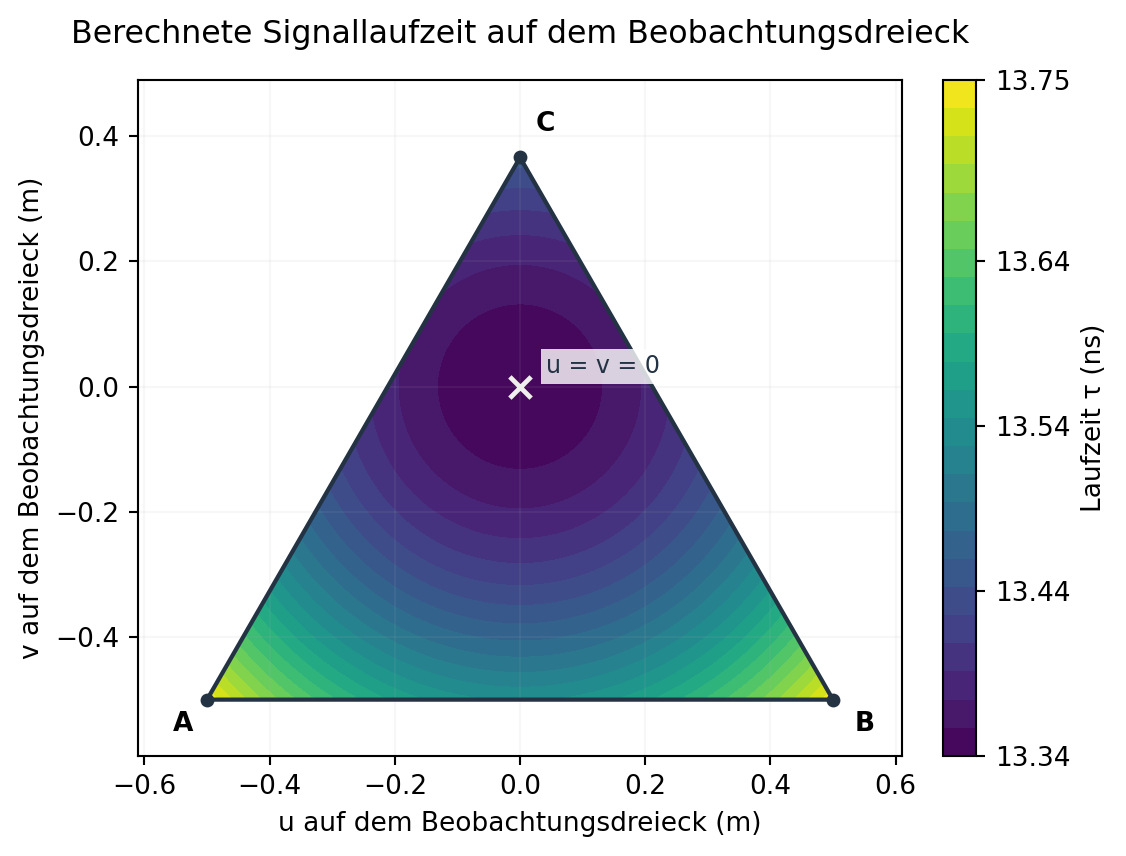 Berechnete Signallaufzeit auf dem Beobachtungsdreieck
v auf dem Beobachtungsdreieck (m)
0.4
0.2
0.0
−0.2
−0.4
C
u = v = 0
A
B
−0.6
−0.4
−0.2
0.0
0.2
0.4
0.6
u auf dem Beobachtungsdreieck (m)
13.75
13.64
13.54
13.44
13.34
Laufzeit τ (ns)